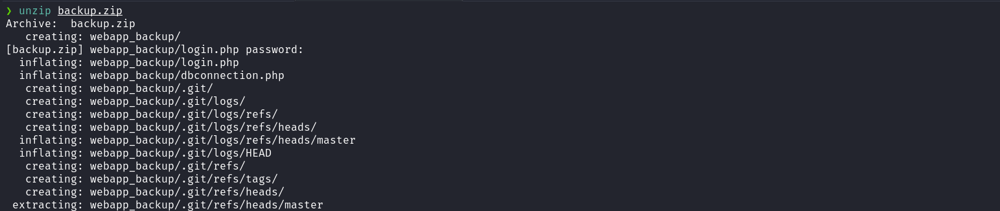 ❯ unzip backup.zip
Archive:  backup.zip
   creating: webapp_backup/
[backup.zip] webapp_backup/login.php password:
  inflating: webapp_backup/login.php
  inflating: webapp_backup/dbconnection.php
   creating: webapp_backup/.git/
   creating: webapp_backup/.git/logs/
   creating: webapp_backup/.git/logs/refs/
   creating: webapp_backup/.git/logs/refs/heads/
  inflating: webapp_backup/.git/logs/refs/heads/master
  inflating: webapp_backup/.git/logs/HEAD
   creating: webapp_backup/.git/refs/
   creating: webapp_backup/.git/refs/tags/
   creating: webapp_backup/.git/refs/heads/
 extracting: webapp_backup/.git/refs/heads/master